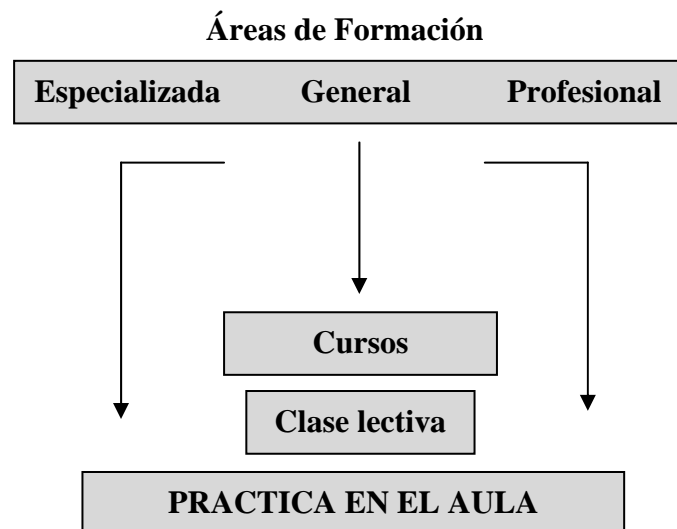 Áreas de Formación
Especializada General Profesional
Cursos
Clase lectiva
PRACTICA EN EL AULA